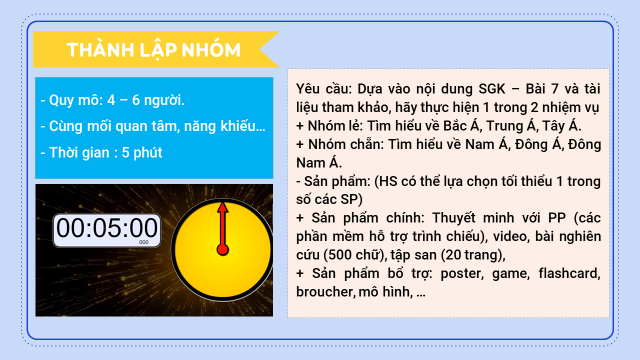 THÀNH LẬP NHÓM
- Quy mô: 4 – 6 người.
- Cùng mối quan tâm, năng khiếu...
- Thời gian : 5 phút
00:05:00
000
Yêu cầu: Dựa vào nội dung SGK – Bài 7 và tài
liệu tham khảo, hãy thực hiện 1 trong 2 nhiệm vụ
+ Nhóm lẻ: Tìm hiểu về Bắc Á, Trung Á, Tây Á.
+ Nhóm chẵn: Tìm hiểu về Nam Á, Đông Á, Đông
Nam Á.
- Sản phẩm: (HS có thể lựa chọn tối thiểu 1 trong
số các SP)
+ Sản phẩm chính: Thuyết minh với PP (các
phần mềm hỗ trợ trình chiếu), video, bài nghiên
cứu (500 chữ), tập san (20 trang),
+ Sản phẩm bổ trợ: poster, game, flashcard,
broucher, mô hình, ...